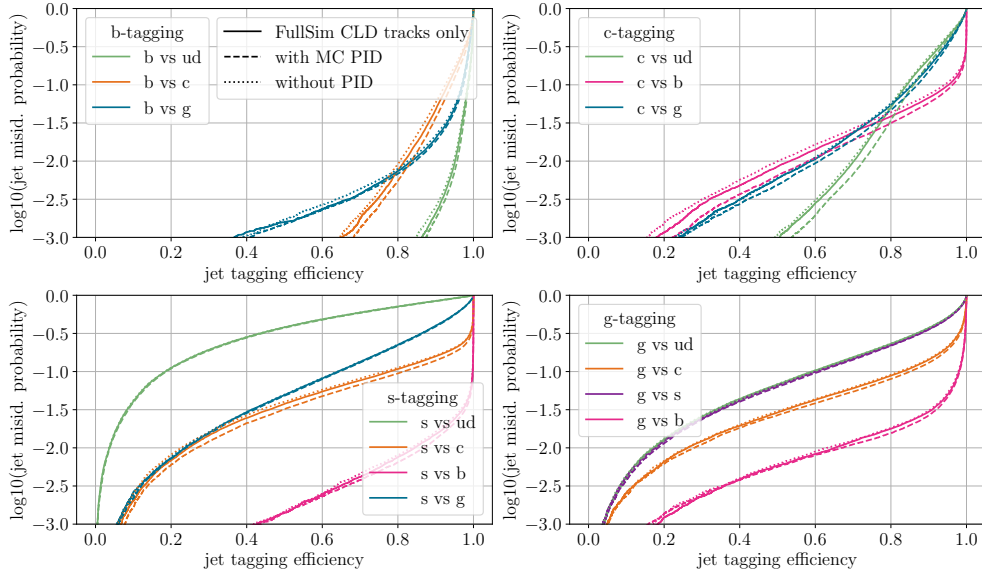 b-tagging
b vs ud
b vs c
b vs g
FullSim CLD tracks only
with MC PID
without PID
0.0
−0.5
−1.0
−1.5
−2.0
−2.5
−3.0
log10(jet misid. probability)
0.0 0.2 0.4 0.6 0.8 1.0
jet tagging efficiency
c-tagging
c vs ud
c vs b
c vs g
0.0
−0.5
−1.0
−1.5
−2.0
−2.5
−3.0
log10(jet misid. probability)
0.0 0.2 0.4 0.6 0.8 1.0
jet tagging efficiency
s-tagging
s vs ud
s vs c
s vs b
s vs g
0.0
−0.5
−1.0
−1.5
−2.0
−2.5
−3.0
log10(jet misid. probability)
0.0 0.2 0.4 0.6 0.8 1.0
jet tagging efficiency
g-tagging
g vs ud
g vs c
g vs s
g vs b
0.0
−0.5
−1.0
−1.5
−2.0
−2.5
−3.0
log10(jet misid. probability)
0.0 0.2 0.4 0.6 0.8 1.0
jet tagging efficiency